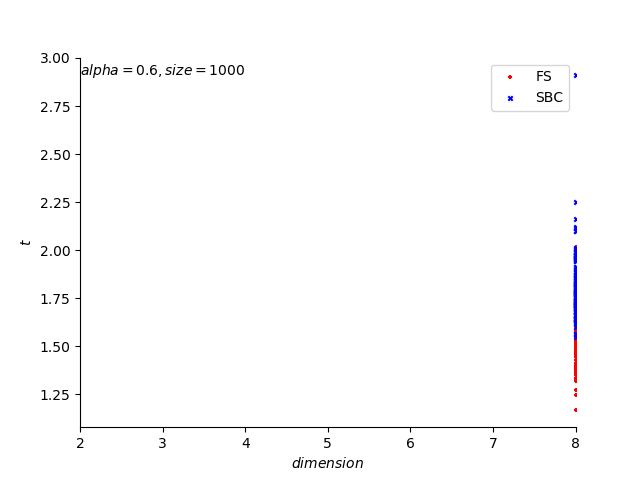 3.00
alpha = 0.6, size = 1000
FS
SBC
2.75
2.50
2.25
2.00
1.75
1.50
1.25
t
2 3 4 5 6 7 8
dimension